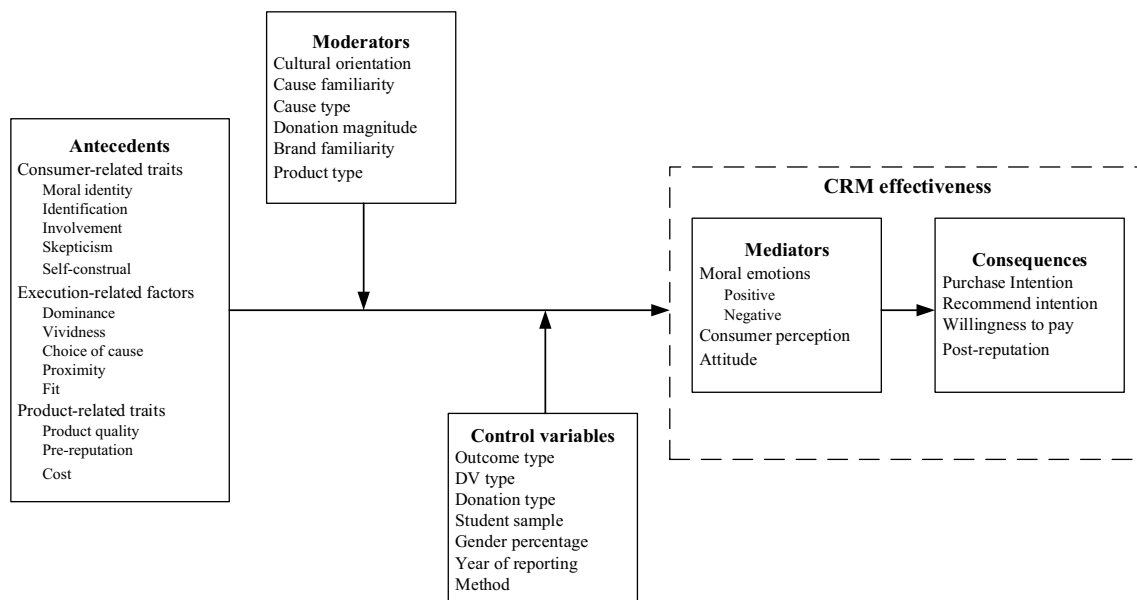 Moderators
Cultural orientation
Cause familiarity
Cause type
Donation magnitude
Brand familiarity
Product type
Antecedents
Consumer-related traits
Moral identity
Identification
Involvement
Skepticism
Self-construal
Execution-related factors
Dominance
Vividness
Choice of cause
Proximity
Fit
Product-related traits
Product quality
Pre-reputation
Cost
CRM effectiveness
Mediators
Moral emotions
Positive
Negative
Consumer perception
Attitude
Consequences
Purchase Intention
Recommend intention
Willingness to pay
Post-reputation
Control variables
Outcome type
DV type
Donation type
Student sample
Gender percentage
Year of reporting
Method